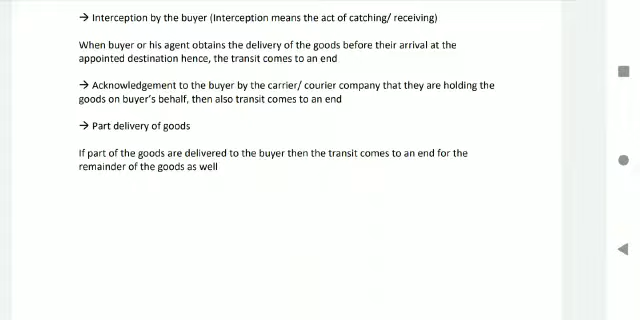 → Interception by the buyer (Interception means the act of catching/ receiving)
When buyer or his agent obtains the delivery of the goods before their arrival at the
appointed destination hence, the transit comes to an end
→ Acknowledgement to the buyer by the carrier/ courier company that they are holding the
goods on buyer's behalf, then also transit comes to an end
→ Part delivery of goods
If part of the goods are delivered to the buyer then the transit comes to an end for the
remainder of the goods as well